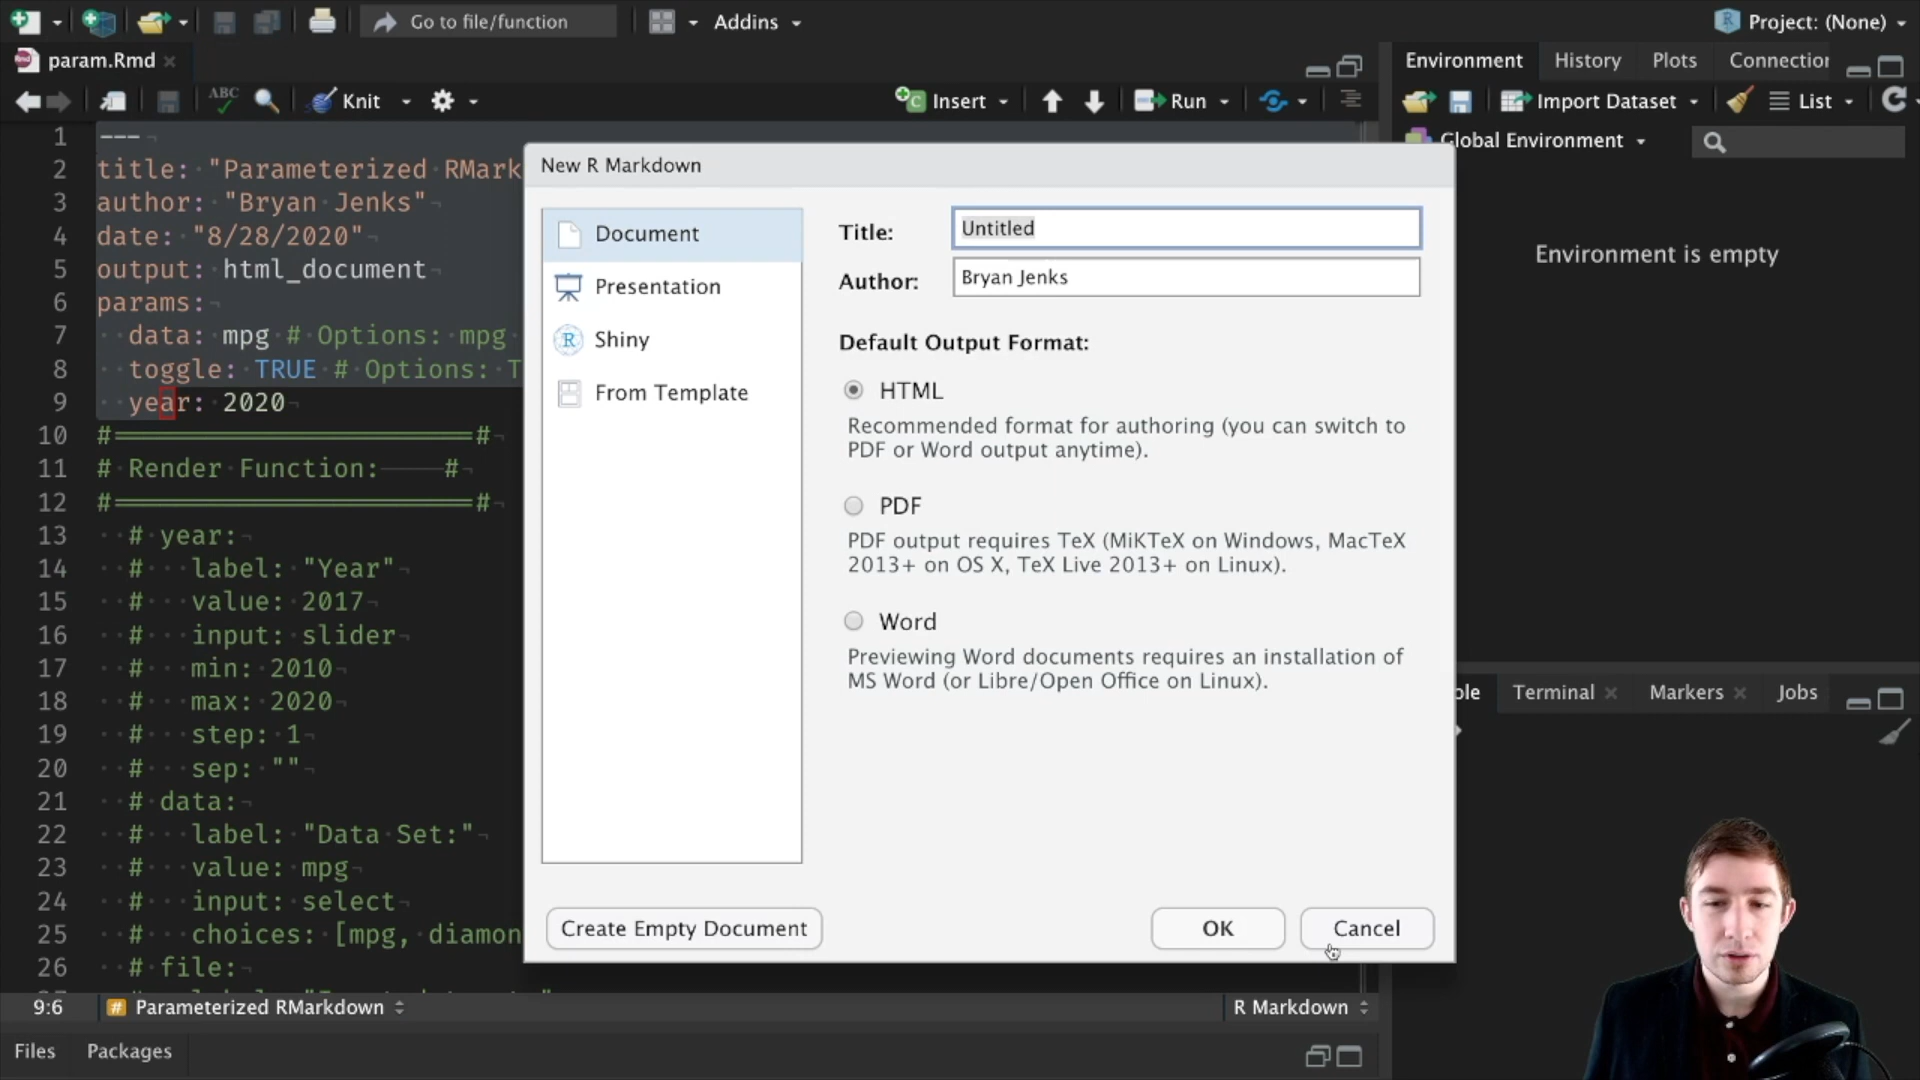 Go to file/function
Addins
Project: (None)
param.Rmd
Environment
History
Plots
ABC
Knit
Insert
Run
Import Dataset
List
Global Environment
Environment is empty
1 ---
2 title: "Parameterized RMark
3 author: "Bryan Jenks"
4 date: "8/28/2020"
5 output: html_document
6 params:
7 data: mpg # Options: mpg
8 toggle: TRUE # Options: T
9 year: 2020
10 #═══════════════════════#
11 # Render Function: #
12 #═══════════════════════#
13 # year:
14 # label: "Year"
15 # value: 2017
16 # input: slider
17 # min: 2010
18 # max: 2020
19 # step: 1
20 # sep: ""
21 # data:
22 # label: "Data Set:"
23 # value: mpg
24 # input: select
25 # choices: [mpg, diamon
26 # file:
New R Markdown
Document
Presentation
Shiny
From Template
Title: Untitled
Author: Bryan Jenks
Default Output Format:
HTML
Recommended format for authoring (you can switch to
PDF or Word output anytime).
PDF
PDF output requires TeX (MiKTeX on Windows, MacTeX
2013+ on OS X, TeX Live 2013+ on Linux).
Word
Previewing Word documents requires an installation of
MS Word (or Libre/Open Office on Linux).
Create Empty Document
OK
Cancel
Terminal
Markers
Jobs
9:6
# Parameterized RMarkdown
R Markdown
Files
Packages